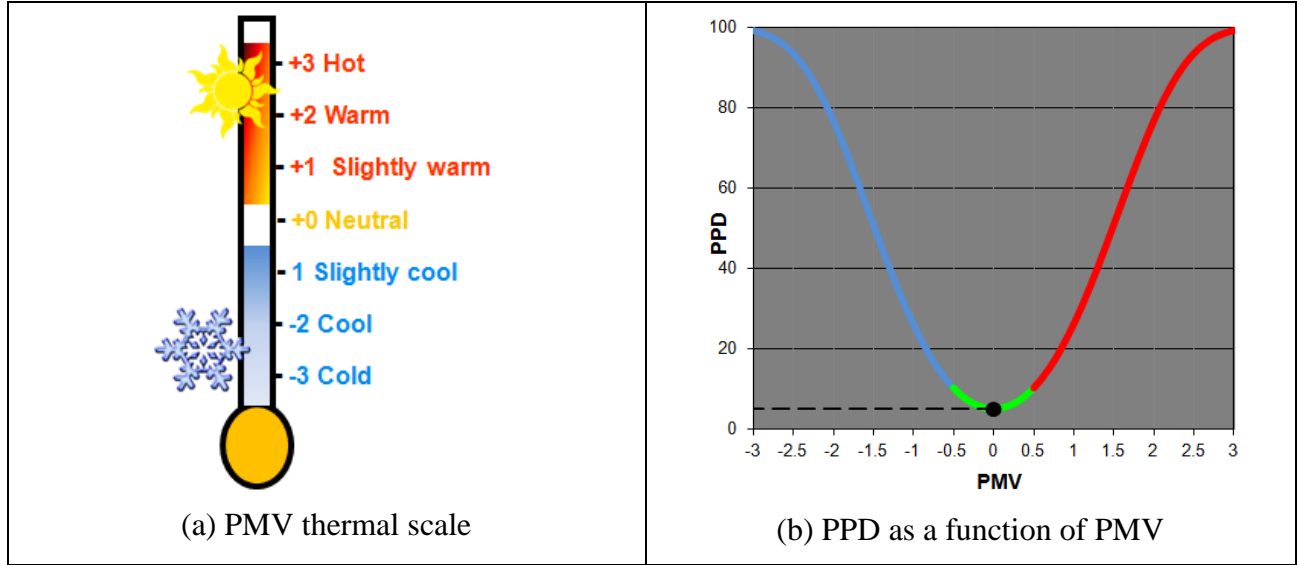 +3 Hot
+2 Warm
+1 Slightly warm
+0 Neutral
1 Slightly cool
-2 Cool
-3 Cold
(a) PMV thermal scale
100
80
60
40
20
0
PPD
-3 -2.5 -2 -1.5 -1 -0.5 0 0.5 1 1.5 2 2.5 3
PMV
(b) PPD as a function of PMV